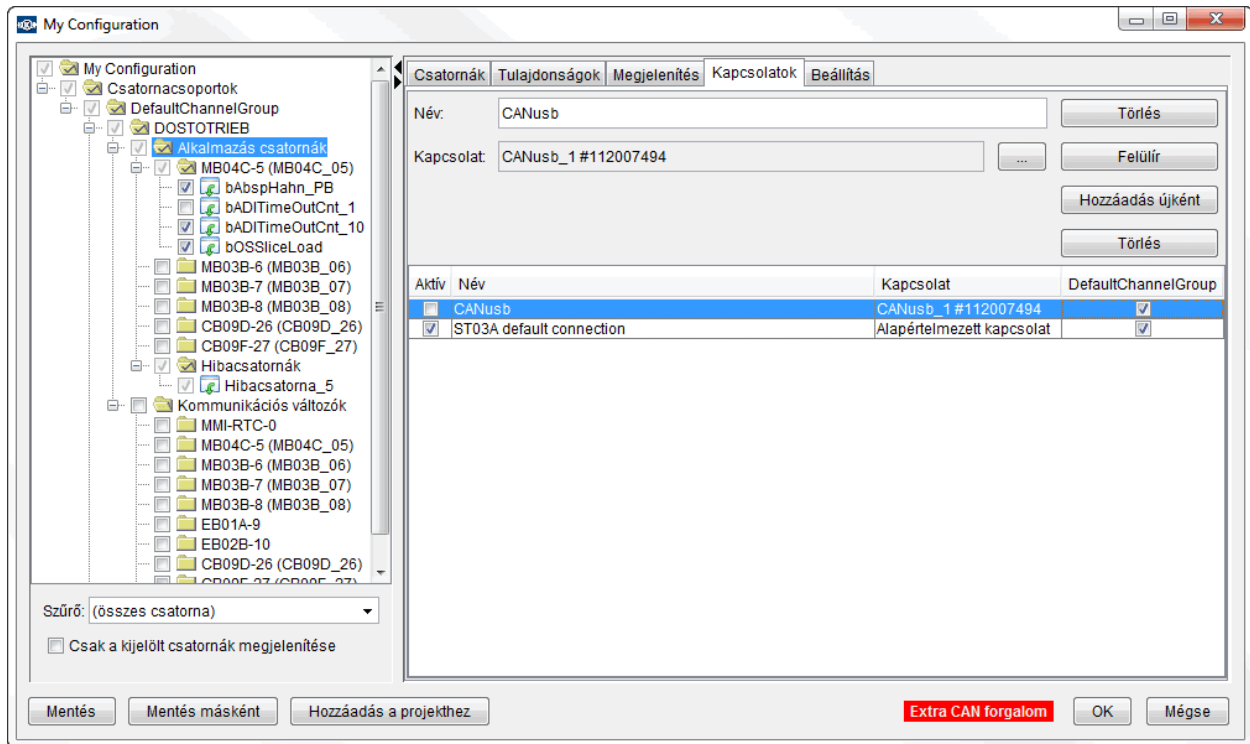 My Configuration
My Configuration
Csatornacsoportok
DefaultChannelGroup
DOSTOTRIEB
Alkalmazás csatornák
MB04C-5 (MB04C_05)
bAbspHahn_PB
bADITimeOutCnt_1
bADITimeOutCnt_10
bOSSliceLoad
MB03B-6 (MB03B_06)
MB03B-7 (MB03B_07)
MB03B-8 (MB03B_08)
CB09D-26 (CB09D_26)
CB09F-27 (CB09F_27)
Hibacsatornák
Hibacsatorna_5
Kommunikációs változók
MMI-RTC-0
MB04C-5 (MB04C_05)
MB03B-6 (MB03B_06)
MB03B-7 (MB03B_07)
MB03B-8 (MB03B_08)
EB01A-9
EB02B-10
CB09D-26 (CB09D_26)
CB09F-27 (CB09F_27)
Szűrő: (összes csatorna)
Csak a kijelölt csatornák megjelenítése
Csatornák Tulajdonságok Megjelenítés Kapcsolatok Beállítás
Név: CANusb Törlés
Kapcsolat: CANusb_1 #112007494 ... Felülír
Hozzáadás újként
Törlés
Aktív Név Kapcsolat DefaultChannelGroup
CANusb CANusb_1 #112007494
ST03A default connection Alapértelmezett kapcsolat
Mentés Mentés másként Hozzáadás a projekthez Extra CAN forgalom OK Mégse